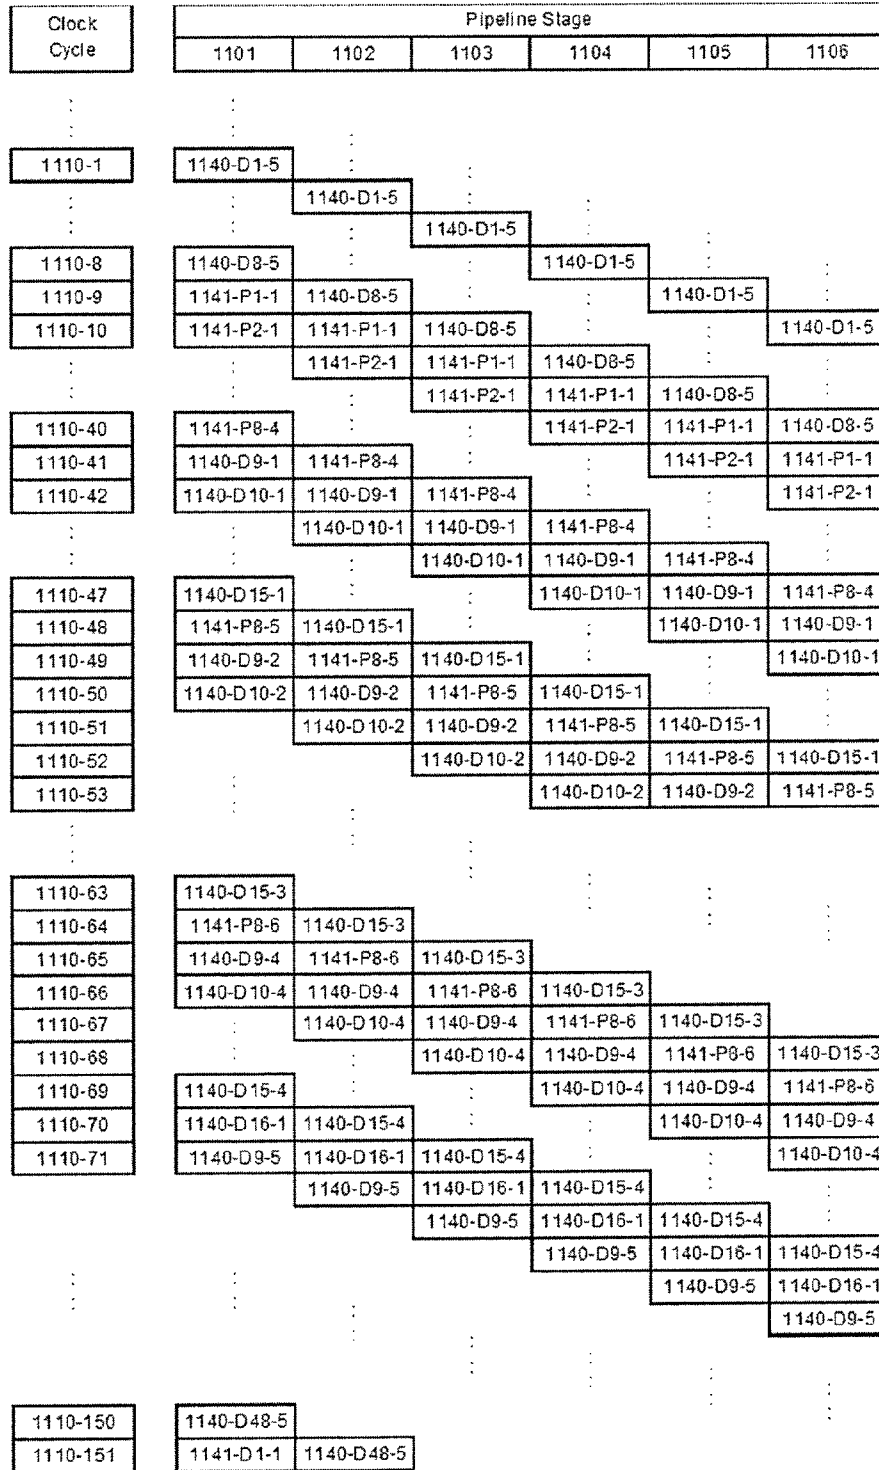 Clock Cycle Pipeline Stage
1101 1102 1103 1104 1105 1106
1110-1 1140-D1-5
1140-D1-5
1140-D1-5
1110-8 1140-D8-5 1140-D1-5
1110-9 1141-P1-1 1140-D8-5 1140-D1-5
1110-10 1141-P2-1 1141-P1-1 1140-D8-5 1140-D1-5
1141-P2-1 1141-P1-1 1140-D8-5
1141-P2-1 1141-P1-1 1140-D8-5
1110-40 1141-P8-4 1141-P2-1 1141-P1-1 1140-D8-5
1110-41 1140-D9-1 1141-P8-4 1141-P2-1 1141-P1-1
1110-42 1140-D10-1 1140-D9-1 1141-P8-4 1141-P2-1
1140-D10-1 1140-D9-1 1141-P8-4
1140-D10-1 1140-D9-1 1141-P8-4
1110-47 1140-D15-1 1140-D10-1 1140-D9-1 1141-P8-4
1110-48 1141-P8-5 1140-D15-1 1140-D10-1 1140-D9-1
1110-49 1140-D9-2 1141-P8-5 1140-D15-1 1140-D10-1
1110-50 1140-D10-2 1140-D9-2 1141-P8-5 1140-D15-1
1110-51 1140-D10-2 1140-D9-2 1141-P8-5 1140-D15-1
1110-52 1140-D10-2 1140-D9-2 1141-P8-5 1140-D15-1
1110-53 1140-D10-2 1140-D9-2 1141-P8-5
1110-63 1140-D15-3
1110-64 1141-P8-6 1140-D15-3
1110-65 1140-D9-4 1141-P8-6 1140-D15-3
1110-66 1140-D10-4 1140-D9-4 1141-P8-6 1140-D15-3
1110-67 1140-D10-4 1140-D9-4 1141-P8-6 1140-D15-3
1110-68 1140-D10-4 1140-D9-4 1141-P8-6 1140-D15-3
1110-69 1140-D15-4 1140-D10-4 1140-D9-4 1141-P8-6
1110-70 1140-D16-1 1140-D15-4 1140-D10-4 1140-D9-4
1110-71 1140-D9-5 1140-D16-1 1140-D15-4 1140-D10-4
1140-D9-5 1140-D16-1 1140-D15-4
1140-D9-5 1140-D16-1 1140-D15-4
1140-D9-5 1140-D16-1 1140-D15-4
1140-D9-5 1140-D16-1
1140-D9-5
1110-150 1140-D48-5
1110-151 1141-D1-1 1140-D48-5